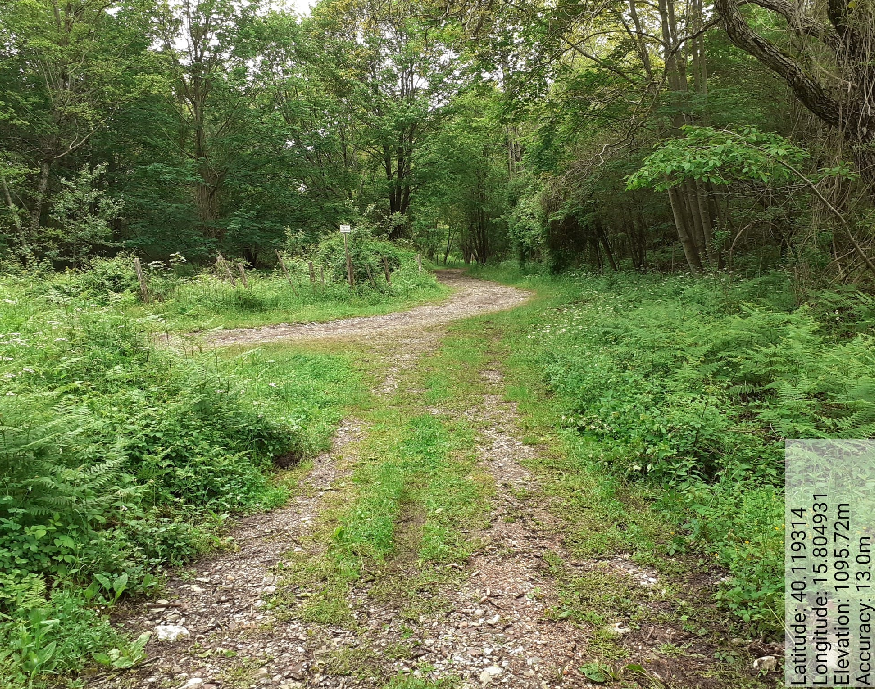 Latitude: 40.119314
Longitude: 15.804931
Elevation: 1095.72m
Accuracy: 13.0m